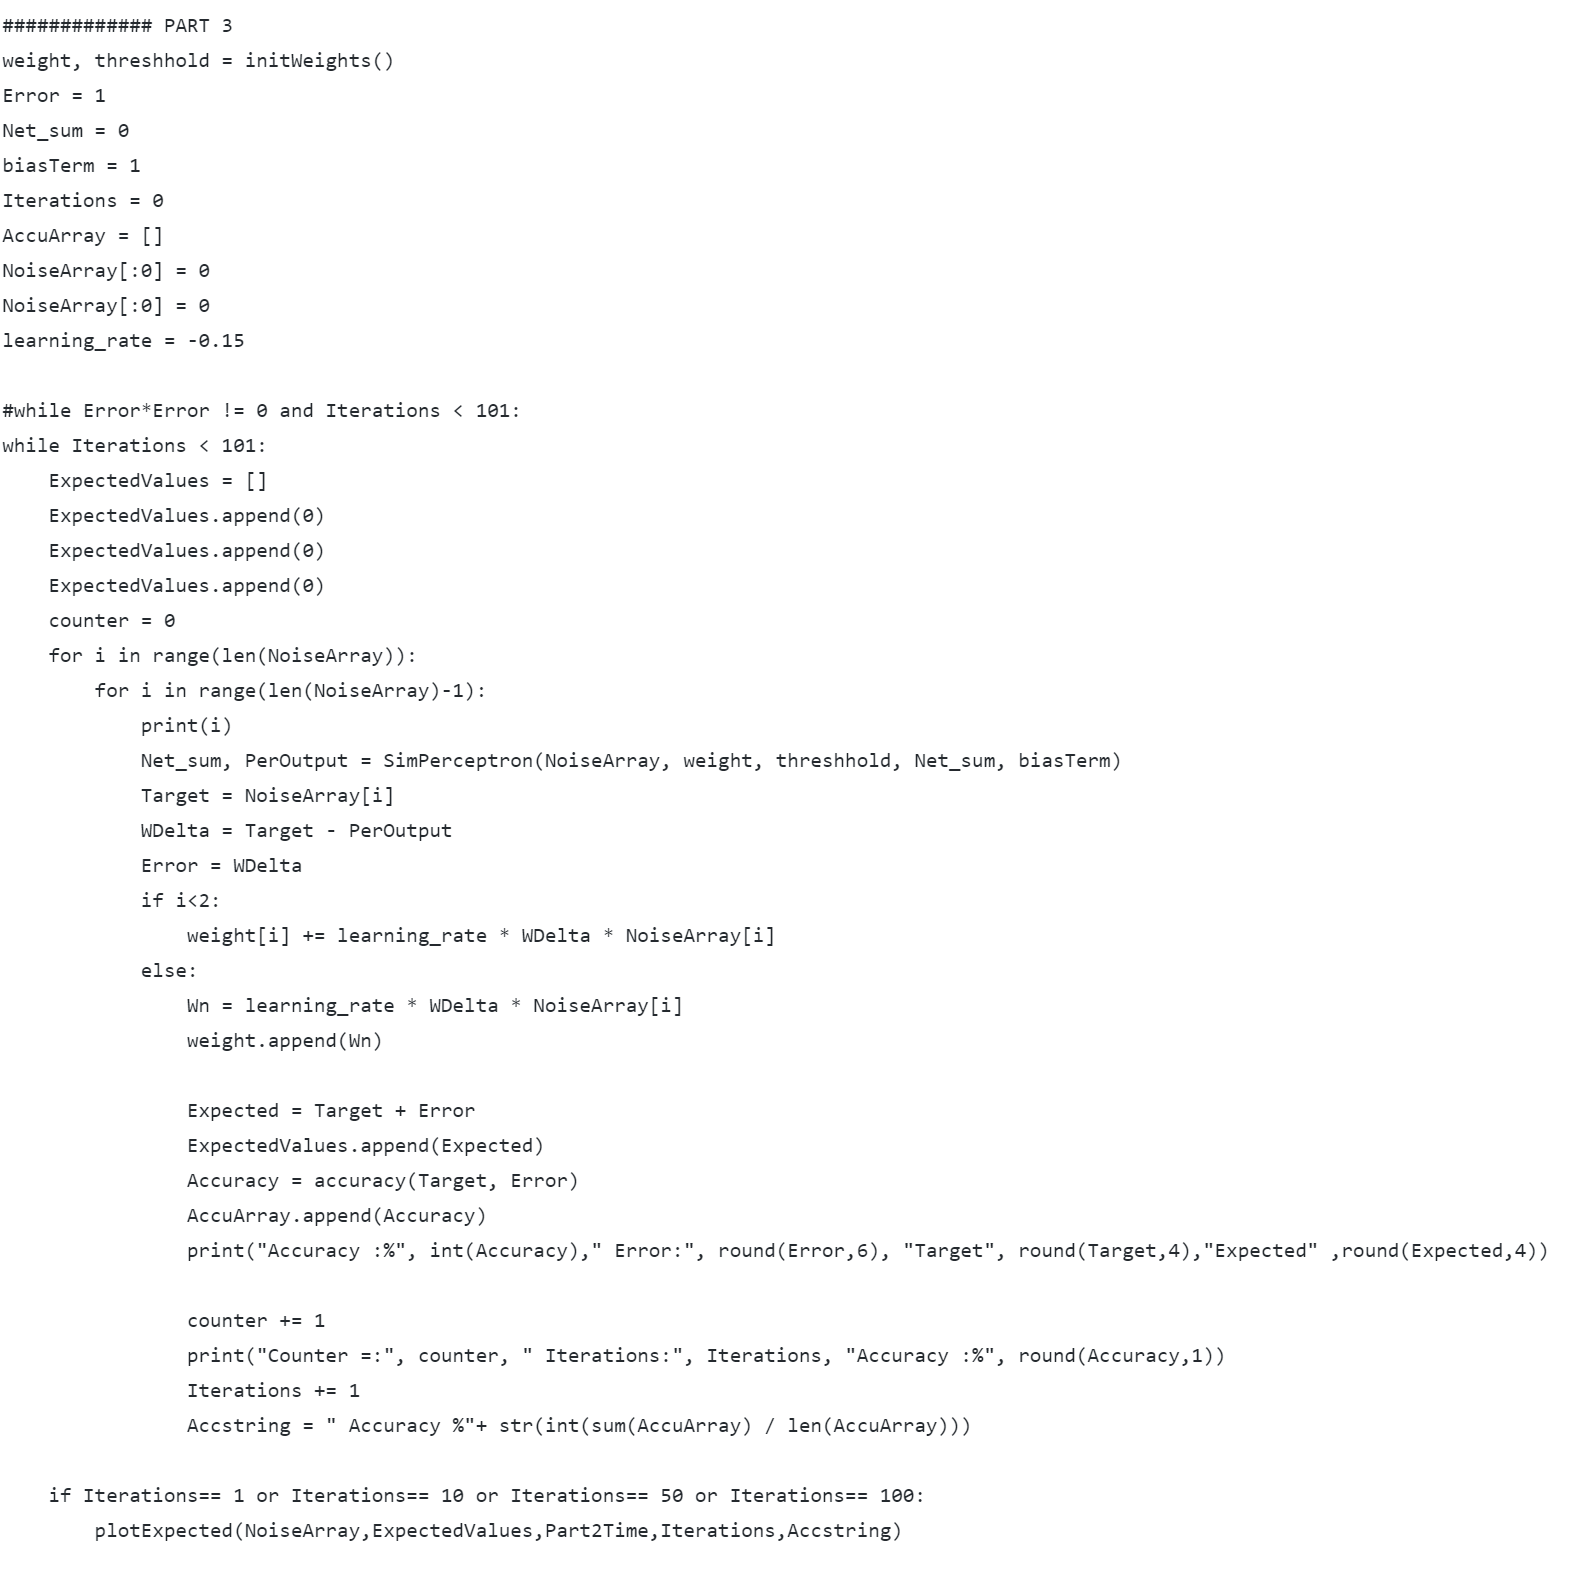 ############# PART 3
weight, threshhold = initWeights()
Error = 1
Net_sum = 0
biasTerm = 1
Iterations = 0
AccuArray = []
NoiseArray[:0] = 0
NoiseArray[:0] = 0
learning_rate = -0.15

#while Error*Error != 0 and Iterations < 101:
while Iterations < 101:
    ExpectedValues = []
    ExpectedValues.append(0)
    ExpectedValues.append(0)
    ExpectedValues.append(0)
    counter = 0
    for i in range(len(NoiseArray)):
        for i in range(len(NoiseArray)-1):
            print(i)
            Net_sum, PerOutput = SimPerceptron(NoiseArray, weight, threshhold, Net_sum, biasTerm)
            Target = NoiseArray[i]
            WDelta = Target - PerOutput
            Error = WDelta
            if i<2:
                weight[i] += learning_rate * WDelta * NoiseArray[i]
            else:
                Wn = learning_rate * WDelta * NoiseArray[i]
                weight.append(Wn)

                Expected = Target + Error
                ExpectedValues.append(Expected)
                Accuracy = accuracy(Target, Error)
                AccuArray.append(Accuracy)
                print("Accuracy :%", int(Accuracy)," Error:", round(Error,6), "Target", round(Target,4),"Expected" ,round(Expected,4))

                counter += 1
                print("Counter =:", counter, " Iterations:", Iterations, "Accuracy :%", round(Accuracy,1))
                Iterations += 1
                Accstring = " Accuracy %"+ str(int(sum(AccuArray) / len(AccuArray)))

    if Iterations== 1 or Iterations== 10 or Iterations== 50 or Iterations== 100:
        plotExpected(NoiseArray,ExpectedValues,Part2Time,Iterations,Accstring)